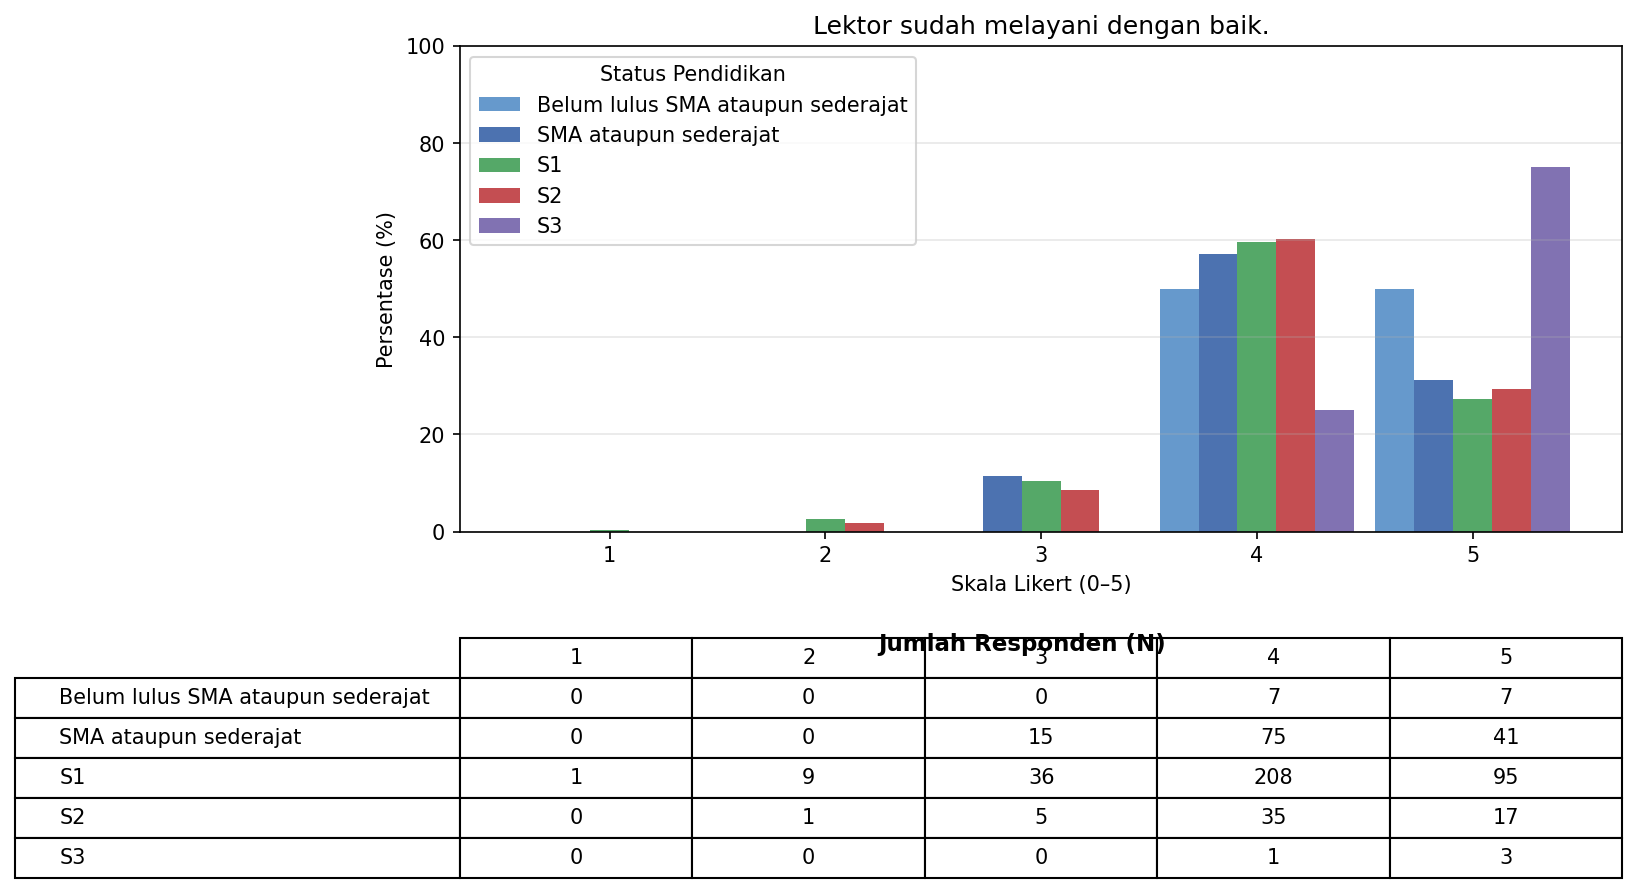 Lektor sudah melayani dengan baik.
100
80
60
40
20
0
Persentase (%)
Status Pendidikan
Belum lulus SMA ataupun sederajat
SMA ataupun sederajat
S1
S2
S3
1 2 3 4 5
Skala Likert (0–5)
Jumlah Responden (N)
1 2 3 4 5
Belum lulus SMA ataupun sederajat 0 0 0 7 7
SMA ataupun sederajat 0 0 15 75 41
S1 1 9 36 208 95
S2 0 1 5 35 17
S3 0 0 0 1 3